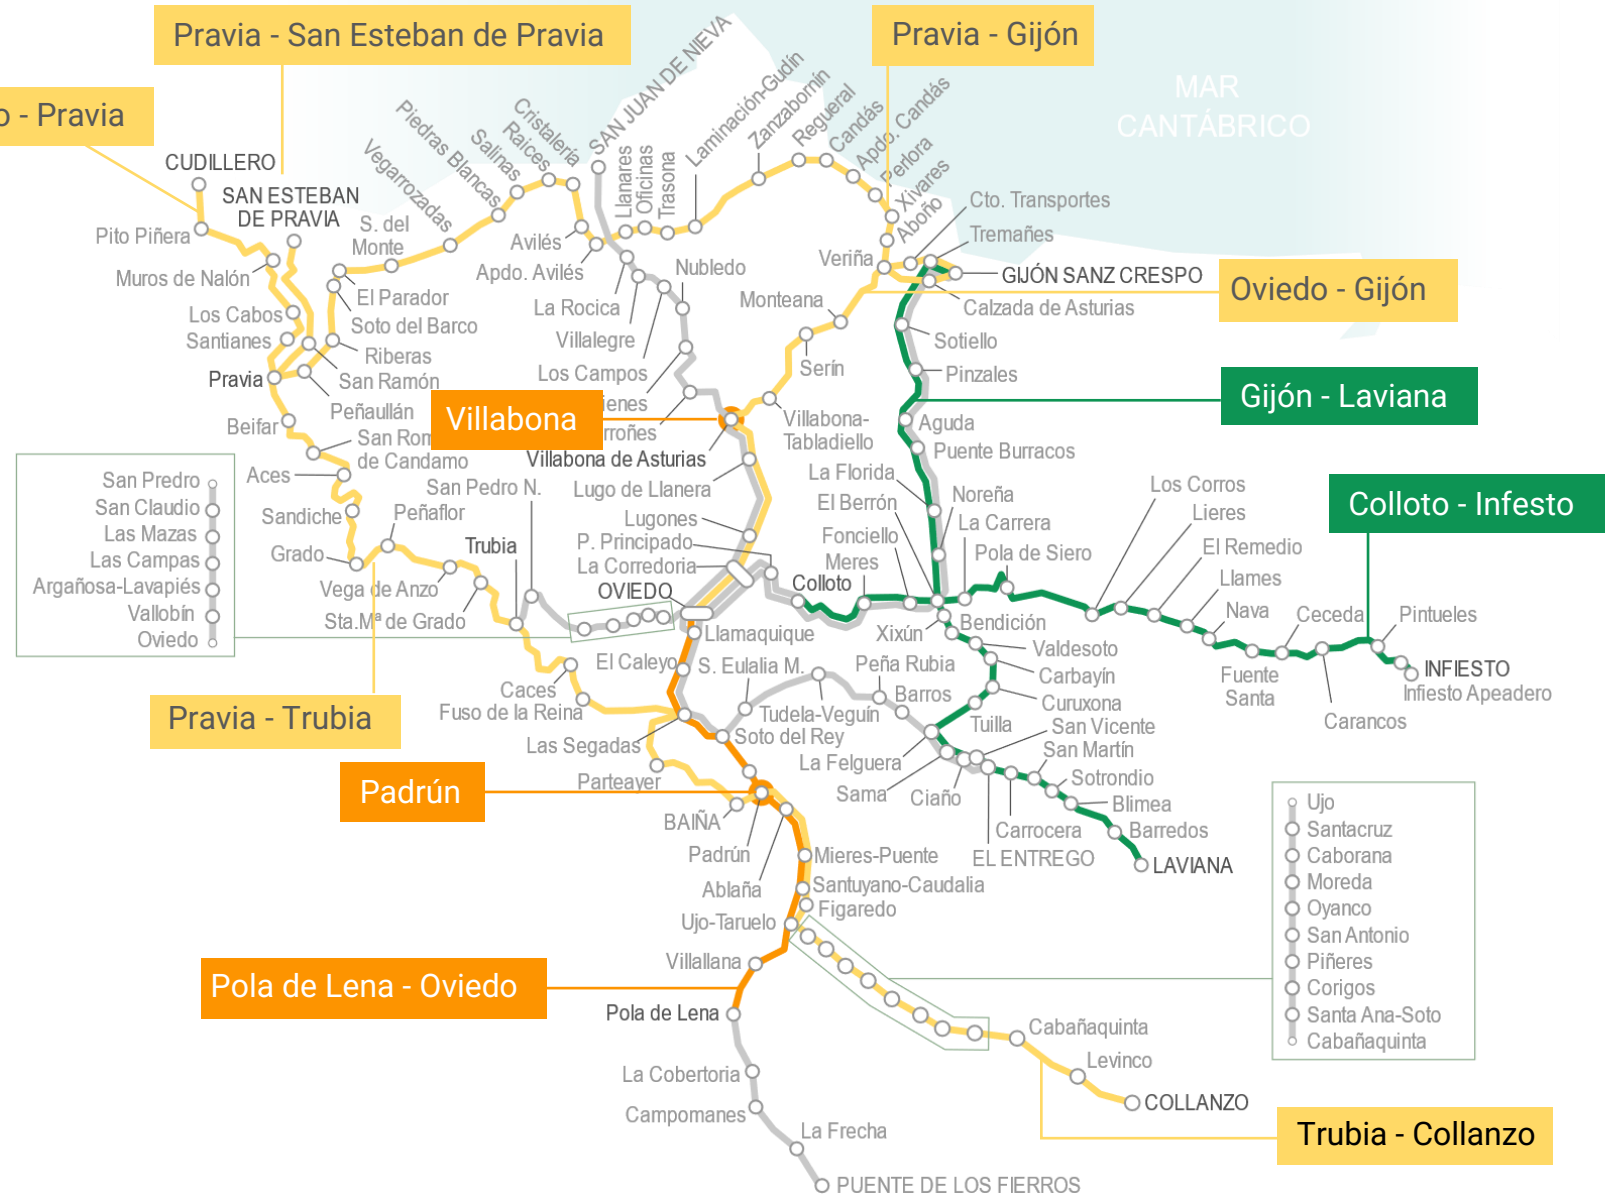 Pravia - San Esteban de Pravia
Pravia - Gijón
o - Pravia
MAR
CANTÁBRICO
CUDILLERO
SAN ESTEBAN
DE PRAVIA
Pito Piñera
Muros de Nalón
Los Cabos
Santianes
Pravia
S. del
Monte
Vegarrozadas
Piedras Blancas
Salinas
Raices
Cristalería
SAN JUAN DE NIEVA
Avilés
Apdo. Avilés
Llanares
Oficinas
Trasona
Laminación-Gudín
Zanzabornín
Regueral
Candás
Apdo. Candás
Perlora
Xivares
Aboño
Veriña
Cto. Transportes
Tremañes
GIJÓN SANZ CRESPO
Calzada de Asturias
Oviedo - Gijón
El Parador
Soto del Barco
Riberas
San Ramón
Peñaullán
La Rocica
Villalegre
Nubledo
Los Campos
ienes
rroñes
Monteana
Serín
Villabona-
Tabladiello
Villabona
Villabona de Asturias
Lugo de Llanera
Lugones
P. Principado
La Corredoria
OVIEDO
Sotiello
Pinzales
Gijón - Laviana
Aguda
Puente Burracos
La Florida
El Berrón
Fonciello
Meres
Colloto
Noreña
La Carrera
Pola de Siero
Los Corros
Lieres
El Remedio
Llames
Nava
Colloto - Infesto
Ceceda
Pintueles
INFIESTO
Infiesto Apeadero
Fuente
Santa
Carancos
Beifar
San Rom
de Candamo
Aces
Sandiche
Grado
Peñaflor
San Pedro N.
Trubia
Vega de Anzo
Sta.Mª de Grado
San Predro
San Claudio
Las Mazas
Las Campas
Argañosa-Lavapiés
Vallobín
Oviedo
Pravia - Trubia
Caces
Fuso de la Reina
Llamaquique
El Caleyo
S. Eulalia M.
Las Segadas
Soto del Rey
Tudela-Veguín
Peña Rubia
Barros
Xixún
Bendición
Valdesoto
Carbayín
Curuxona
Tuilla
San Vicente
San Martín
La Felguera
Sama
Ciaño
Sotrondio
Blimea
Barredos
Carrocera
EL ENTREGO
LAVIANA
Parteayer
Padrún
BAIÑA
Padrún
Ablaña
Mieres-Puente
Santuyano-Caudalia
Figaredo
Ujo-Taruelo
Villallana
Pola de Lena - Oviedo
Pola de Lena
La Cobertoria
Campomanes
La Frecha
PUENTE DE LOS FIERROS
Ujo
Santacruz
Caborana
Moreda
Oyanco
San Antonio
Piñeres
Corigos
Santa Ana-Soto
Cabañaquinta
Cabañaquinta
Levinco
COLLANZO
Trubia - Collanzo